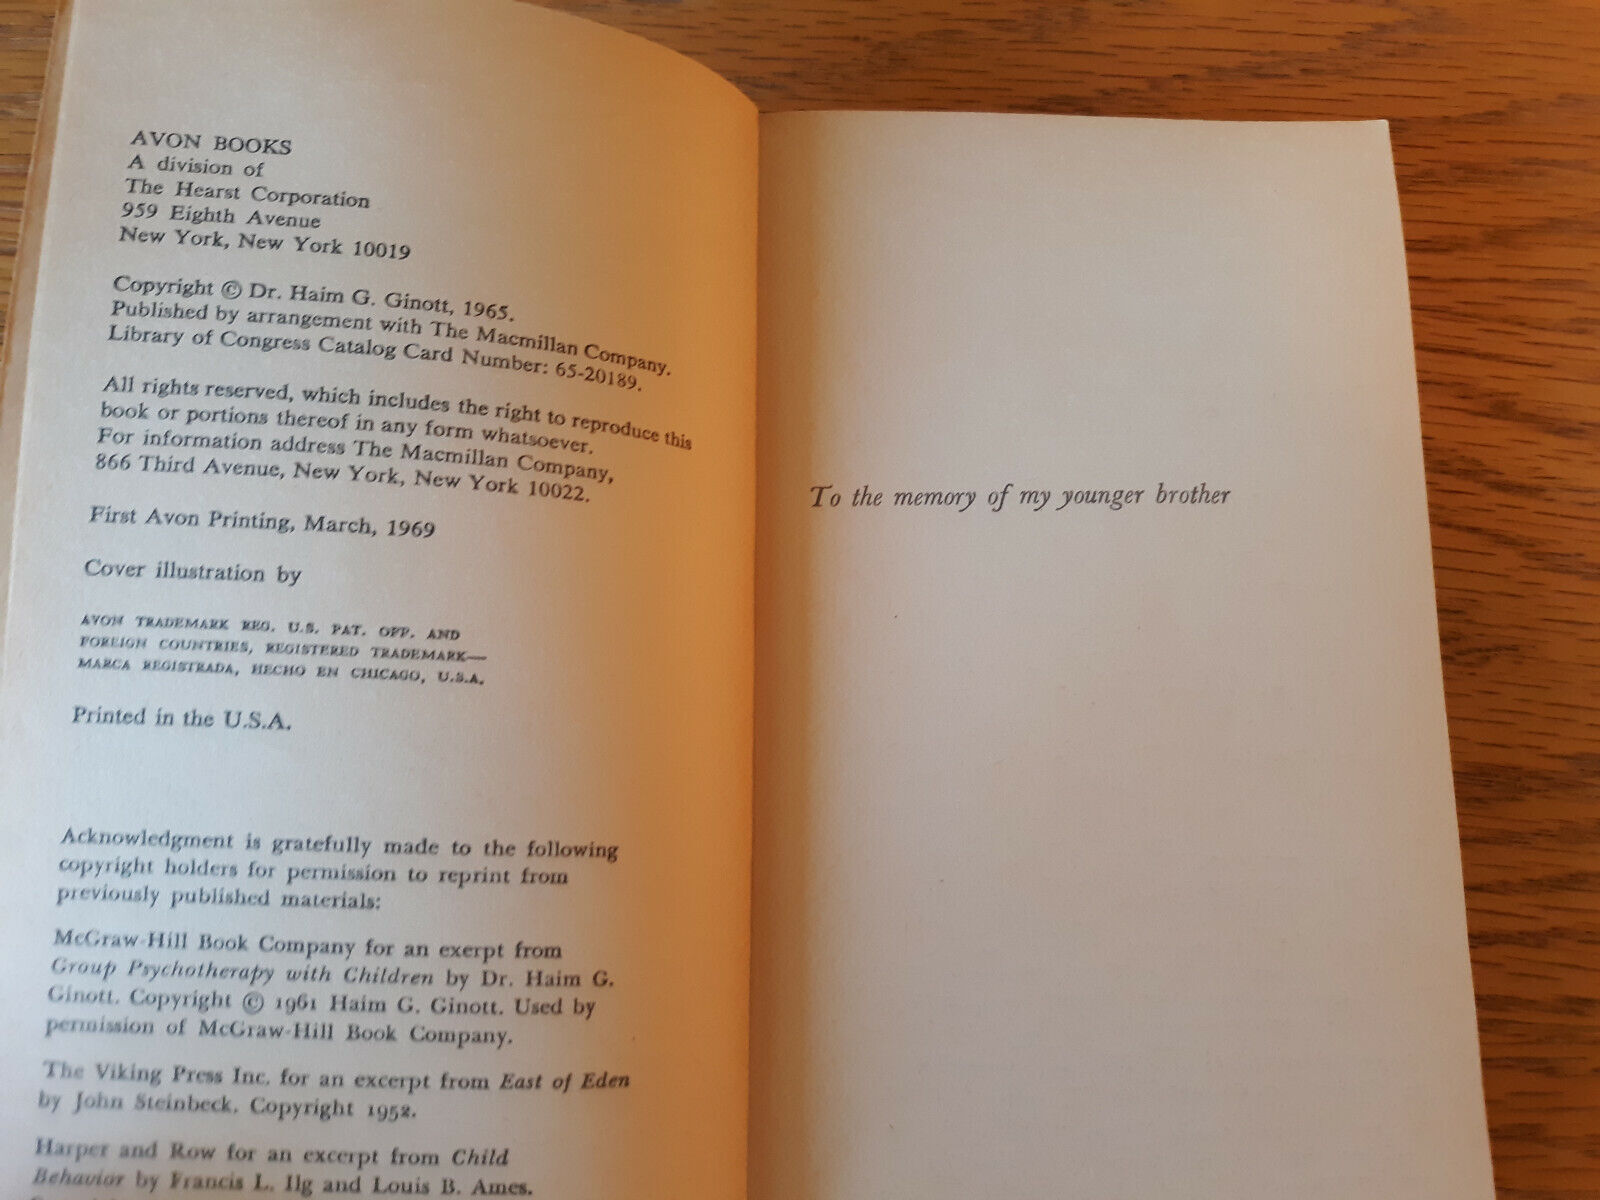 AVON BOOKS
A division of
The Hearst Corporation
959 Eighth Avenue
New York, New York 10019
Copyright © Dr. Haim G. Ginott, 1965.
Published by arrangement with The Macmillan Company.
Library of Congress Catalog Card Number: 65-20189.
All rights reserved, which includes the right to reproduce this
book or portions thereof in any form whatsoever.
For information address The Macmillan Company,
866 Third Avenue, New York, New York 10022.
First Avon Printing, March, 1969
Cover illustration by
AVON TRADEMARK REG. U.S. PAT. OFF. AND
FOREIGN COUNTRIES, REGISTERED TRADEMARK—
MARCA REGISTRADA, HECHO EN CHICAGO, U.S.A.
Printed in the U.S.A.
Acknowledgment is gratefully made to the following
copyright holders for permission to reprint from
previously published materials:
McGraw-Hill Book Company for an exerpt from
Group Psychotherapy with Children by Dr. Haim G.
Ginott. Copyright © 1961 Haim G. Ginott. Used by
permission of McGraw-Hill Book Company.
The Viking Press Inc. for an excerpt from East of Eden
by John Steinbeck. Copyright 1952.
Harper and Row for an excerpt from Child
Behavior by Francis L. Ilg and Louis B. Ames.
To the memory of my younger brother